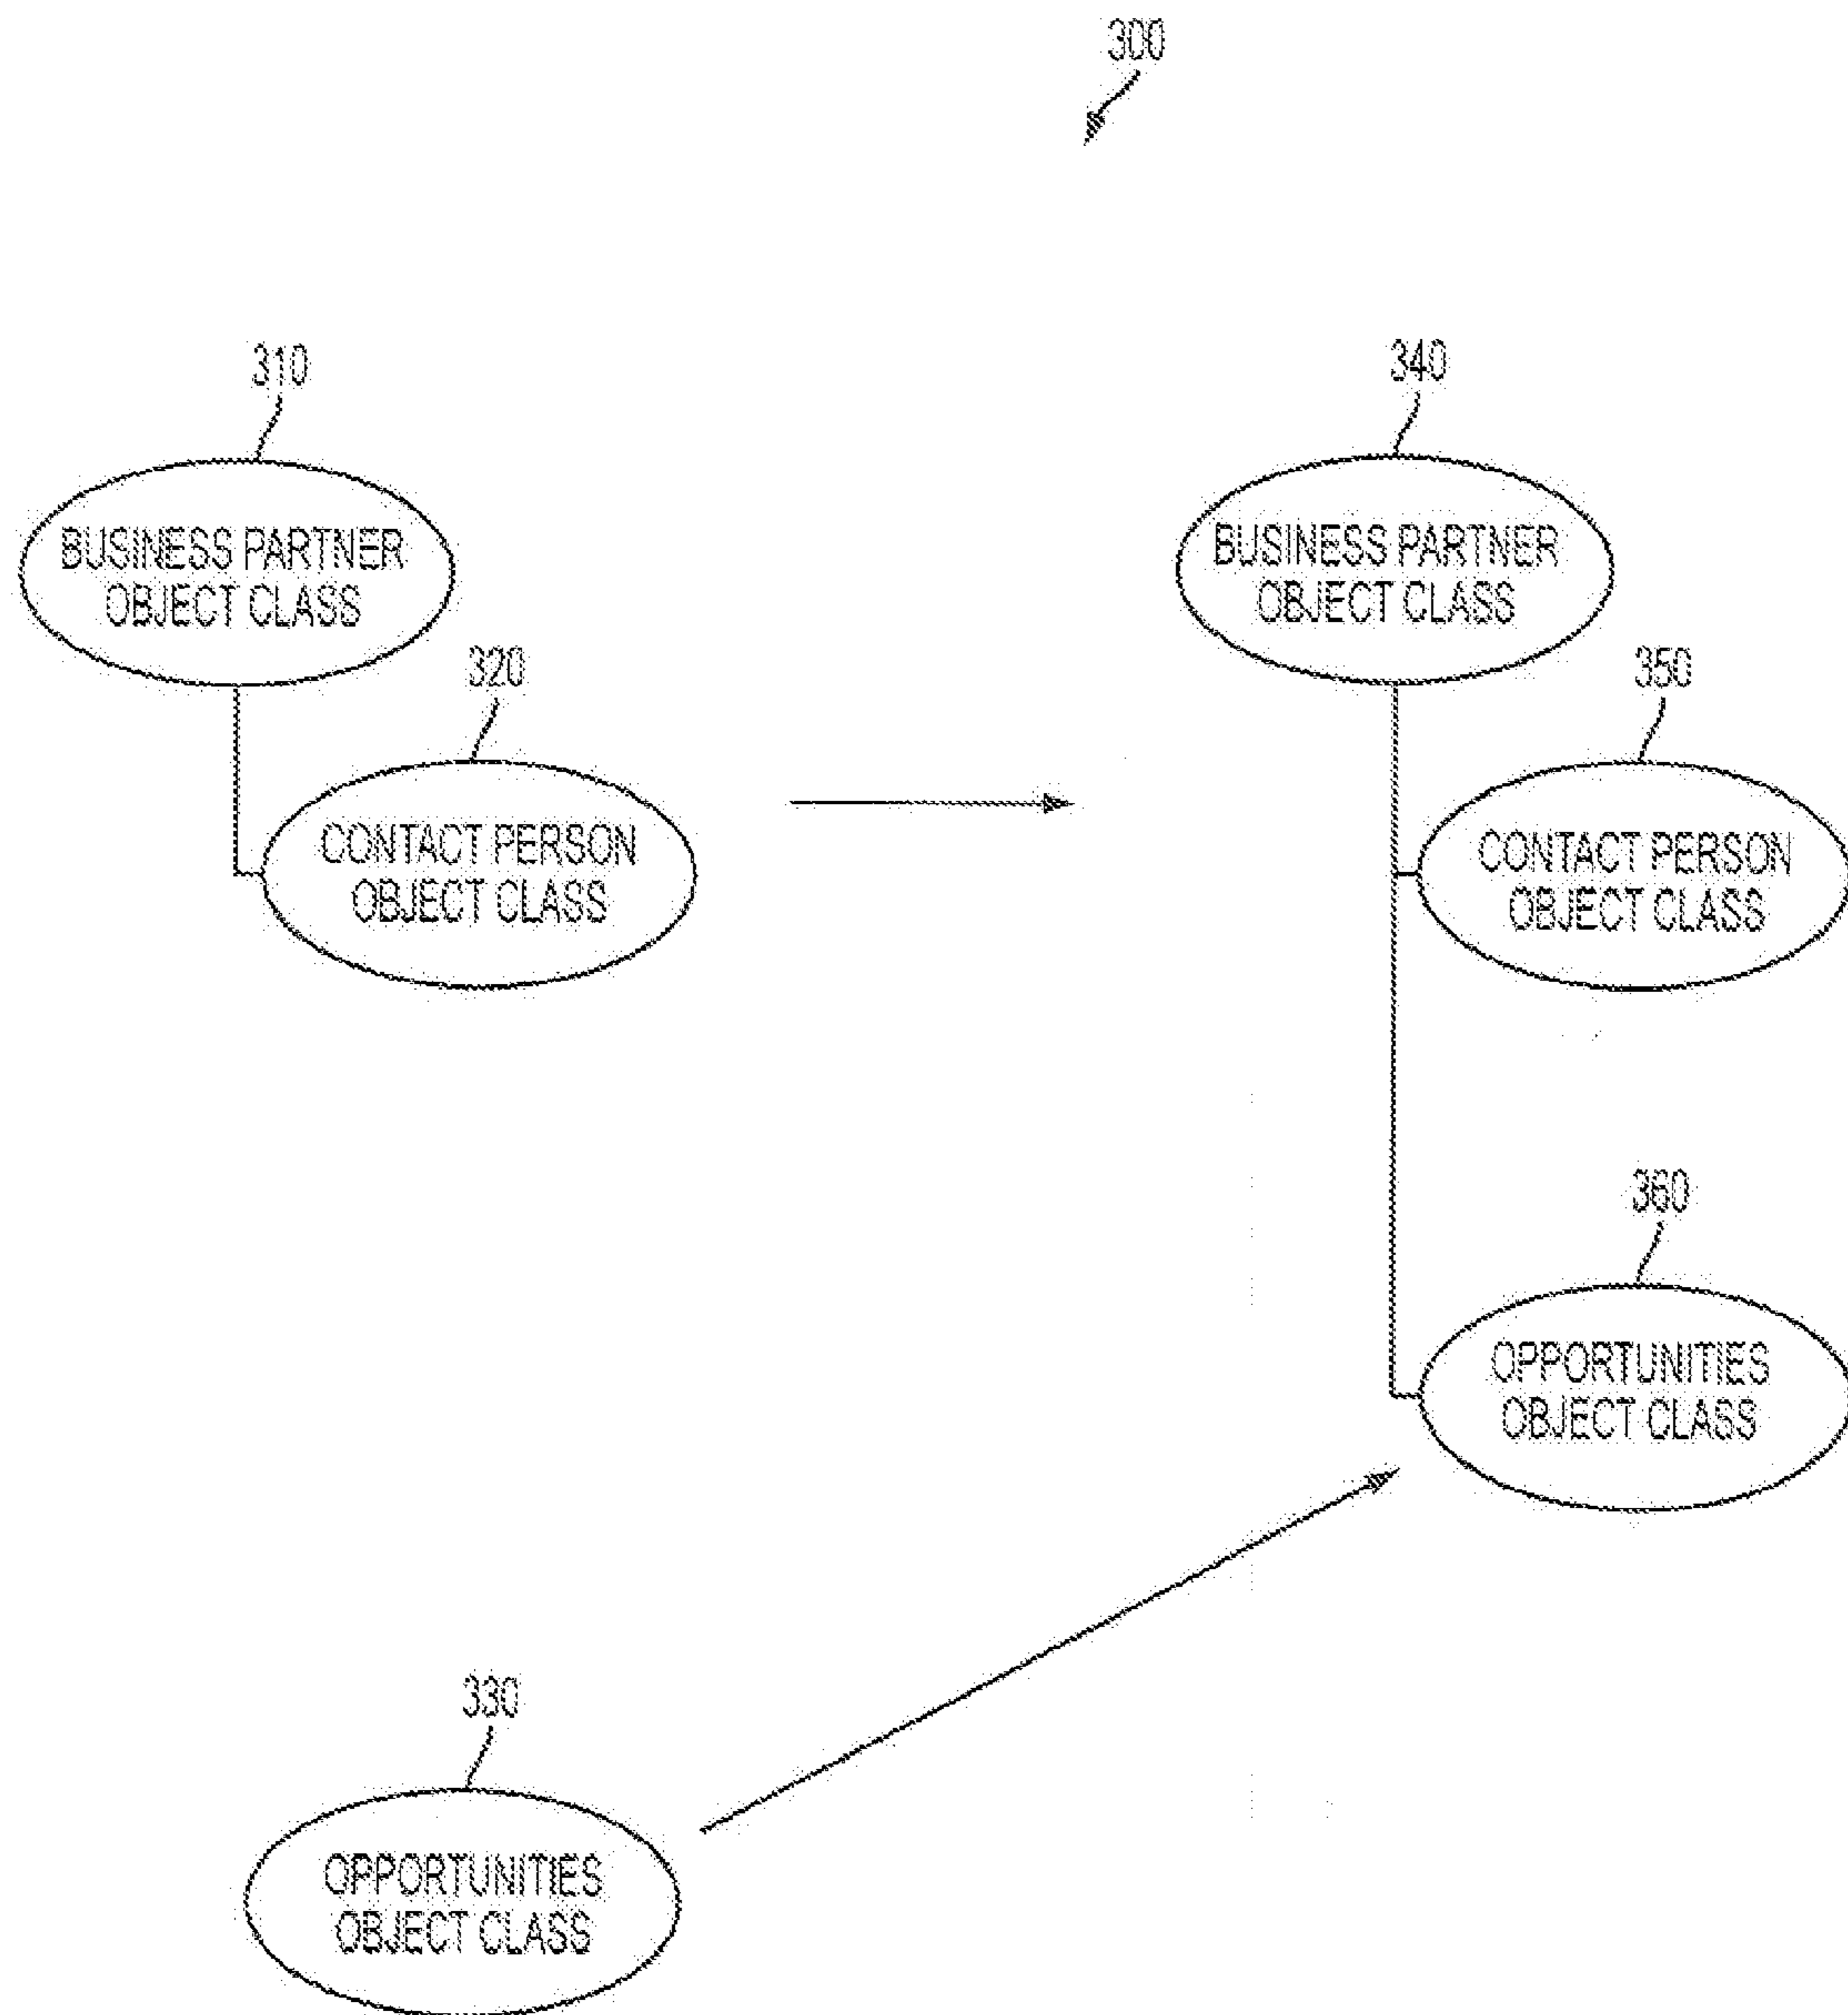 300
310
BUSINESS PARTNER
OBJECT CLASS
320
CONTACT PERSON
OBJECT CLASS
340
BUSINESS PARTNER
OBJECT CLASS
350
CONTACT PERSON
OBJECT CLASS
360
OPPORTUNITIES
OBJECT CLASS
330
OPPORTUNITIES
OBJECT CLASS